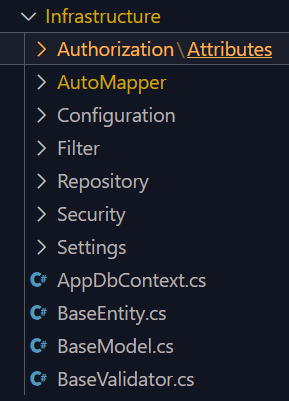 Infrastructure
Authorization\Attributes
AutoMapper
Configuration
Filter
Repository
Security
Settings
C# AppDbContext.cs
C# BaseEntity.cs
C# BaseModel.cs
C# BaseValidator.cs